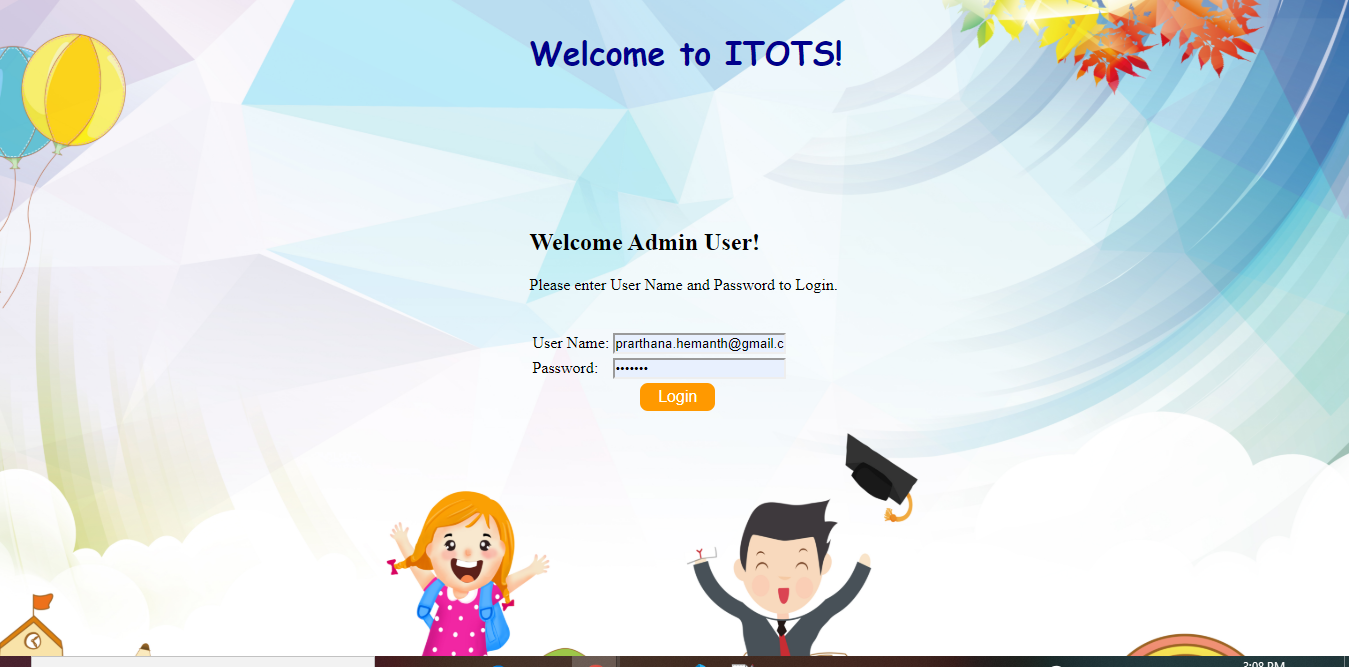 Welcome to ITOTS!
Welcome Admin User!
Please enter User Name and Password to Login.
User Name: prarthana.hemanth@gmail.c
Password: •••••••
Login